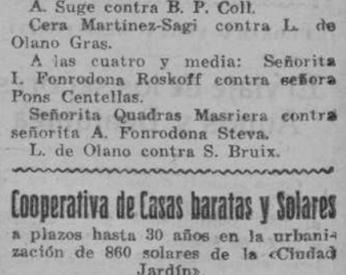 A. Suge contra B. P. Coll.
Cera Martínez-Sagi contra L. de
Olano Gras.
A las cuatro y media: Señorita
I. Fonrodona Roskoff contra señora
Pons Centellas.
Señorita Quadras Masriera contra
señorita A. Fonrodona Steva.
L. de Olano contra S. Bruix.
Cooperativa de Casas baratas y Solares
a plazos hasta 30 años en la urbani-
zación de 860 solares de la «Ciudad
Jardín»